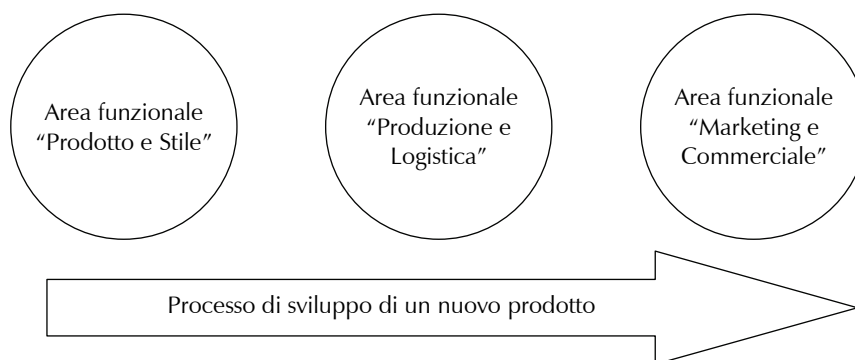 Area funzionale
“Prodotto e Stile”
Area funzionale
“Produzione e
Logistica”
Area funzionale
“Marketing e
Commerciale”
Processo di sviluppo di un nuovo prodotto